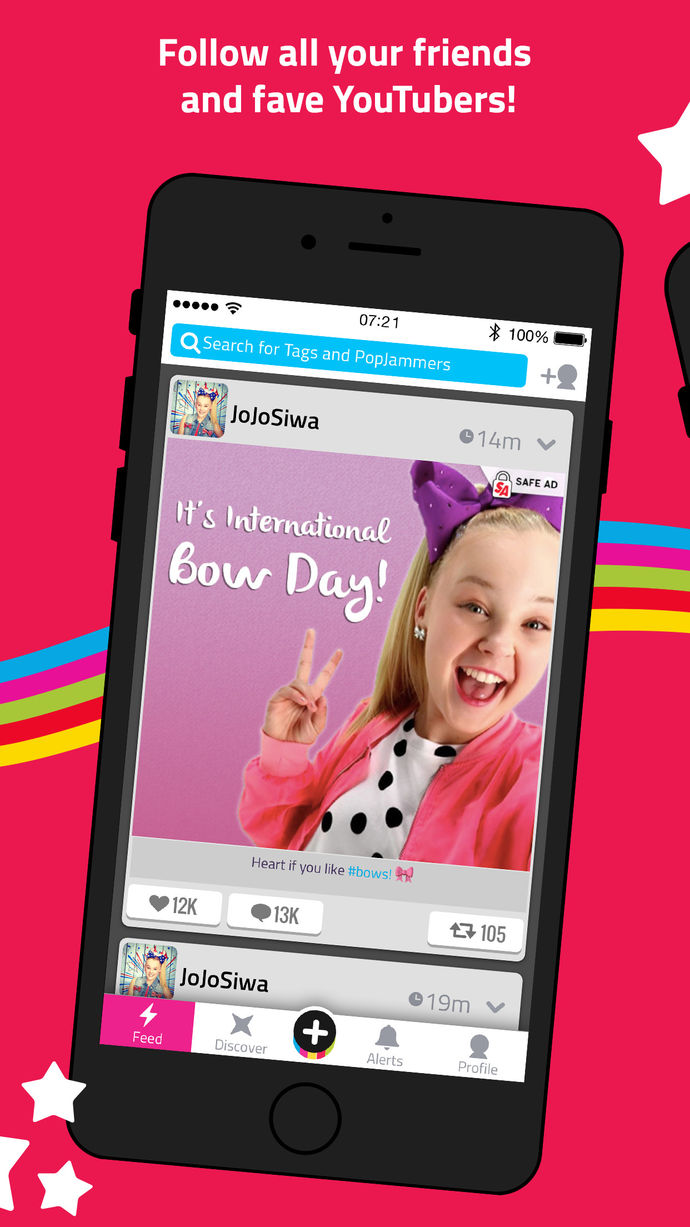 Follow all your friends
and fave YouTubers!
07:21
100%
Search for Tags and PopJammers
+
JoJoSiwa
14m
SA
SAFE AD
It's International
Bow Day!
Heart if you like #bows! 🎀
12K
13K
105
JoJoSiwa
19m
Feed
Discover
Alerts
Profile